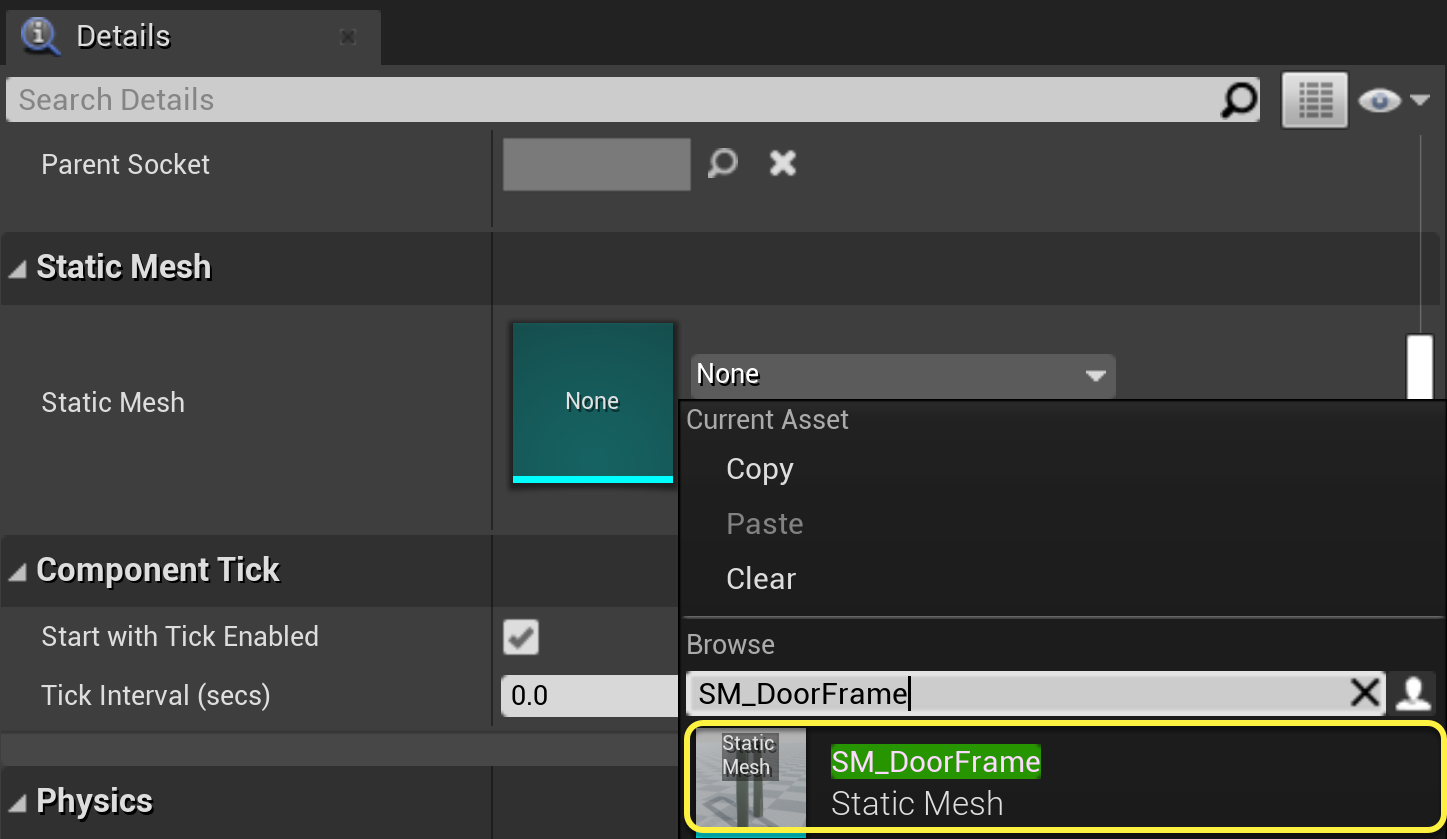 Details
Search Details
Parent Socket
Static Mesh
Static Mesh
None
None
Current Asset
Copy
Paste
Clear
Component Tick
Start with Tick Enabled
Tick Interval (secs)
0.0
Browse
SM_DoorFrame
Static
Mesh
SM_DoorFrame
Static Mesh
Physics